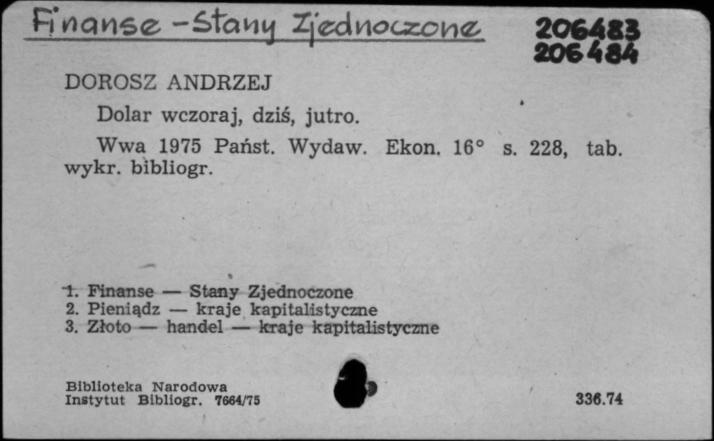 Finanse - Stany Zjednoczone
206483
206484
DOROSZ ANDRZEJ
Dolar wczoraj, dziś, jutro.
Wwa 1975 Państ. Wydaw. Ekon. 16° s. 228, tab.
wykr. bibliogr.
1. Finanse — Stany Zjednoczone
2. Pieniądz — kraje kapitalistyczne
3. Złoto — handel — kraje kapitalistyczne
Biblioteka Narodowa
Instytut Bibliogr. 7664/75
336.74